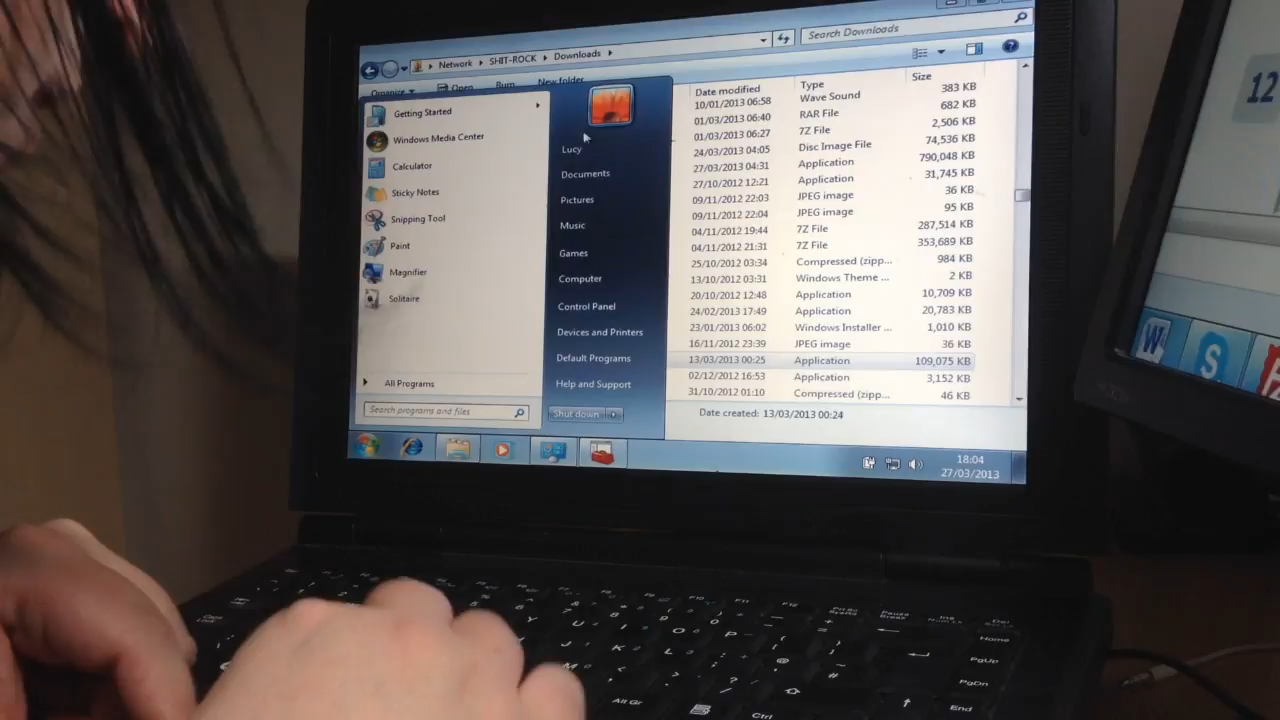 Network ▸ SHIT-ROCK ▸ Downloads ▸
Search Downloads
Organize
Open
Burn
New folder
Getting Started
Windows Media Center
Calculator
Sticky Notes
Snipping Tool
Paint
Magnifier
Solitaire
All Programs
Search programs and files
Lucy
Documents
Pictures
Music
Games
Computer
Control Panel
Devices and Printers
Default Programs
Help and Support
Shut down
Date modified Type Size
10/01/2013 06:58 Wave Sound 383 KB
01/03/2013 06:40 RAR File 682 KB
01/03/2013 06:27 7Z File 2,506 KB
24/03/2013 04:05 Disc Image File 74,536 KB
27/03/2013 04:31 Application 790,048 KB
27/10/2012 12:21 Application 31,745 KB
09/11/2012 22:03 JPEG image 36 KB
09/11/2012 22:04 JPEG image 95 KB
04/11/2012 19:44 7Z File 287,514 KB
04/11/2012 21:31 7Z File 353,689 KB
25/10/2012 03:34 Compressed (zipp... 984 KB
13/10/2012 03:31 Windows Theme ... 2 KB
20/10/2012 12:48 Application 10,709 KB
24/02/2013 17:49 Application 20,783 KB
23/01/2013 06:02 Windows Installer ... 1,010 KB
16/11/2012 23:39 JPEG image 36 KB
13/03/2013 00:25 Application 109,075 KB
02/12/2012 16:53 Application 3,152 KB
31/10/2012 01:10 Compressed (zipp... 46 KB
Date created: 13/03/2013 00:24
18:04
27/03/2013
12
W
S
Home
PgUp
PgDn
End
Alt Gr
Ctrl